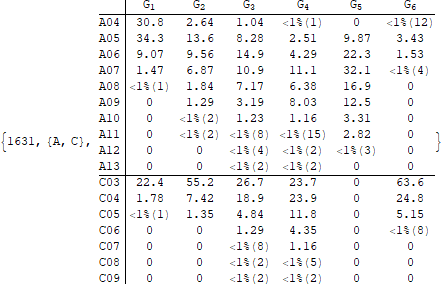 G1 G2 G3 G4 G5 G6
A04 30.8 2.64 1.04 <1%(1) 0 <1%(12)
A05 34.3 13.6 8.28 2.51 9.87 3.43
A06 9.07 9.56 14.9 4.29 22.3 1.53
A07 1.47 6.87 10.9 11.1 32.1 <1%(4)
A08 <1%(1) 1.84 7.17 6.38 16.9 0
A09 0 1.29 3.19 8.03 12.5 0
A10 0 <1%(2) 1.23 1.16 3.31 0
{1631, {A, C}, A11 0 <1%(2) <1%(8) <1%(15) 2.82 0 }
A12 0 0 <1%(4) <1%(2) <1%(3) 0
A13 0 0 <1%(2) <1%(2) 0 0
C03 22.4 55.2 26.7 23.7 0 63.6
C04 1.78 7.42 18.9 23.9 0 24.8
C05 <1%(1) 1.35 4.84 11.8 0 5.15
C06 0 0 1.29 4.35 0 <1%(8)
C07 0 0 <1%(8) 1.16 0 0
C08 0 0 <1%(2) <1%(5) 0 0
C09 0 0 <1%(2) <1%(2) 0 0